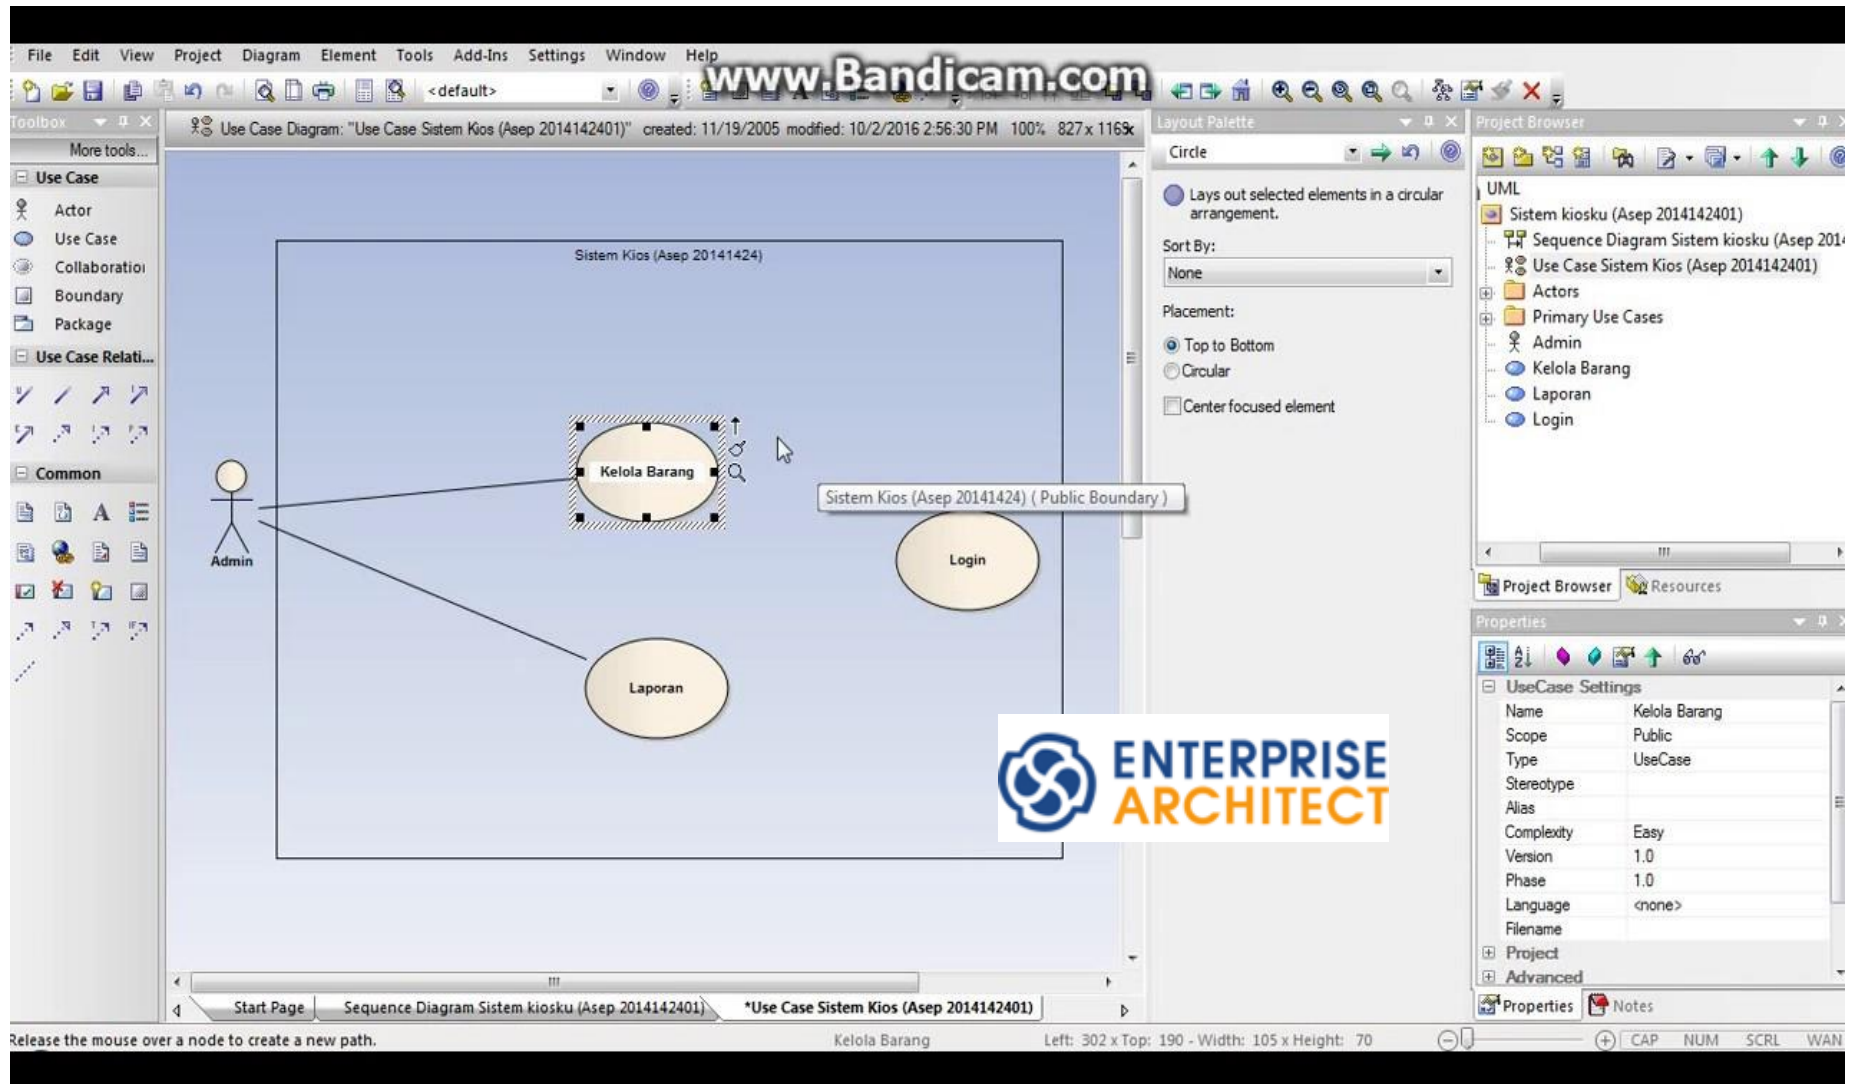 File Edit View Project Diagram Element Tools Add-Ins Settings Window Help
www.Bandicam.com
<default>
Toolbox
More tools...
Use Case
Actor
Use Case
Collaboration
Boundary
Package
Use Case Relati...
Common
Use Case Diagram: "Use Case Sistem Kios (Asep 2014142401)" created: 11/19/2005 modified: 10/2/2016 2:56:30 PM 100% 827 x 1169
Sistem Kios (Asep 20141424)
Kelola Barang
Sistem Kios (Asep 20141424) ( Public Boundary )
Login
Admin
Laporan
ENTERPRISE
ARCHITECT
Layout Palette
Circle
Lays out selected elements in a circular
arrangement.
Sort By:
None
Placement:
Top to Bottom
Circular
Center focused element
Project Browser
UML
Sistem kiosku (Asep 2014142401)
Sequence Diagram Sistem kiosku (Asep 201
Use Case Sistem Kios (Asep 2014142401)
Actors
Primary Use Cases
Admin
Kelola Barang
Laporan
Login
Project Browser Resources
Properties
UseCase Settings
Name Kelola Barang
Scope Public
Type UseCase
Stereotype
Alias
Complexity Easy
Version 1.0
Phase 1.0
Language <none>
Filename
Project
Advanced
Properties Notes
Start Page Sequence Diagram Sistem kiosku (Asep 2014142401) *Use Case Sistem Kios (Asep 2014142401)
Release the mouse over a node to create a new path. Kelola Barang Left: 302 x Top: 190 - Width: 105 x Height: 70 CAP NUM SCRL WAN